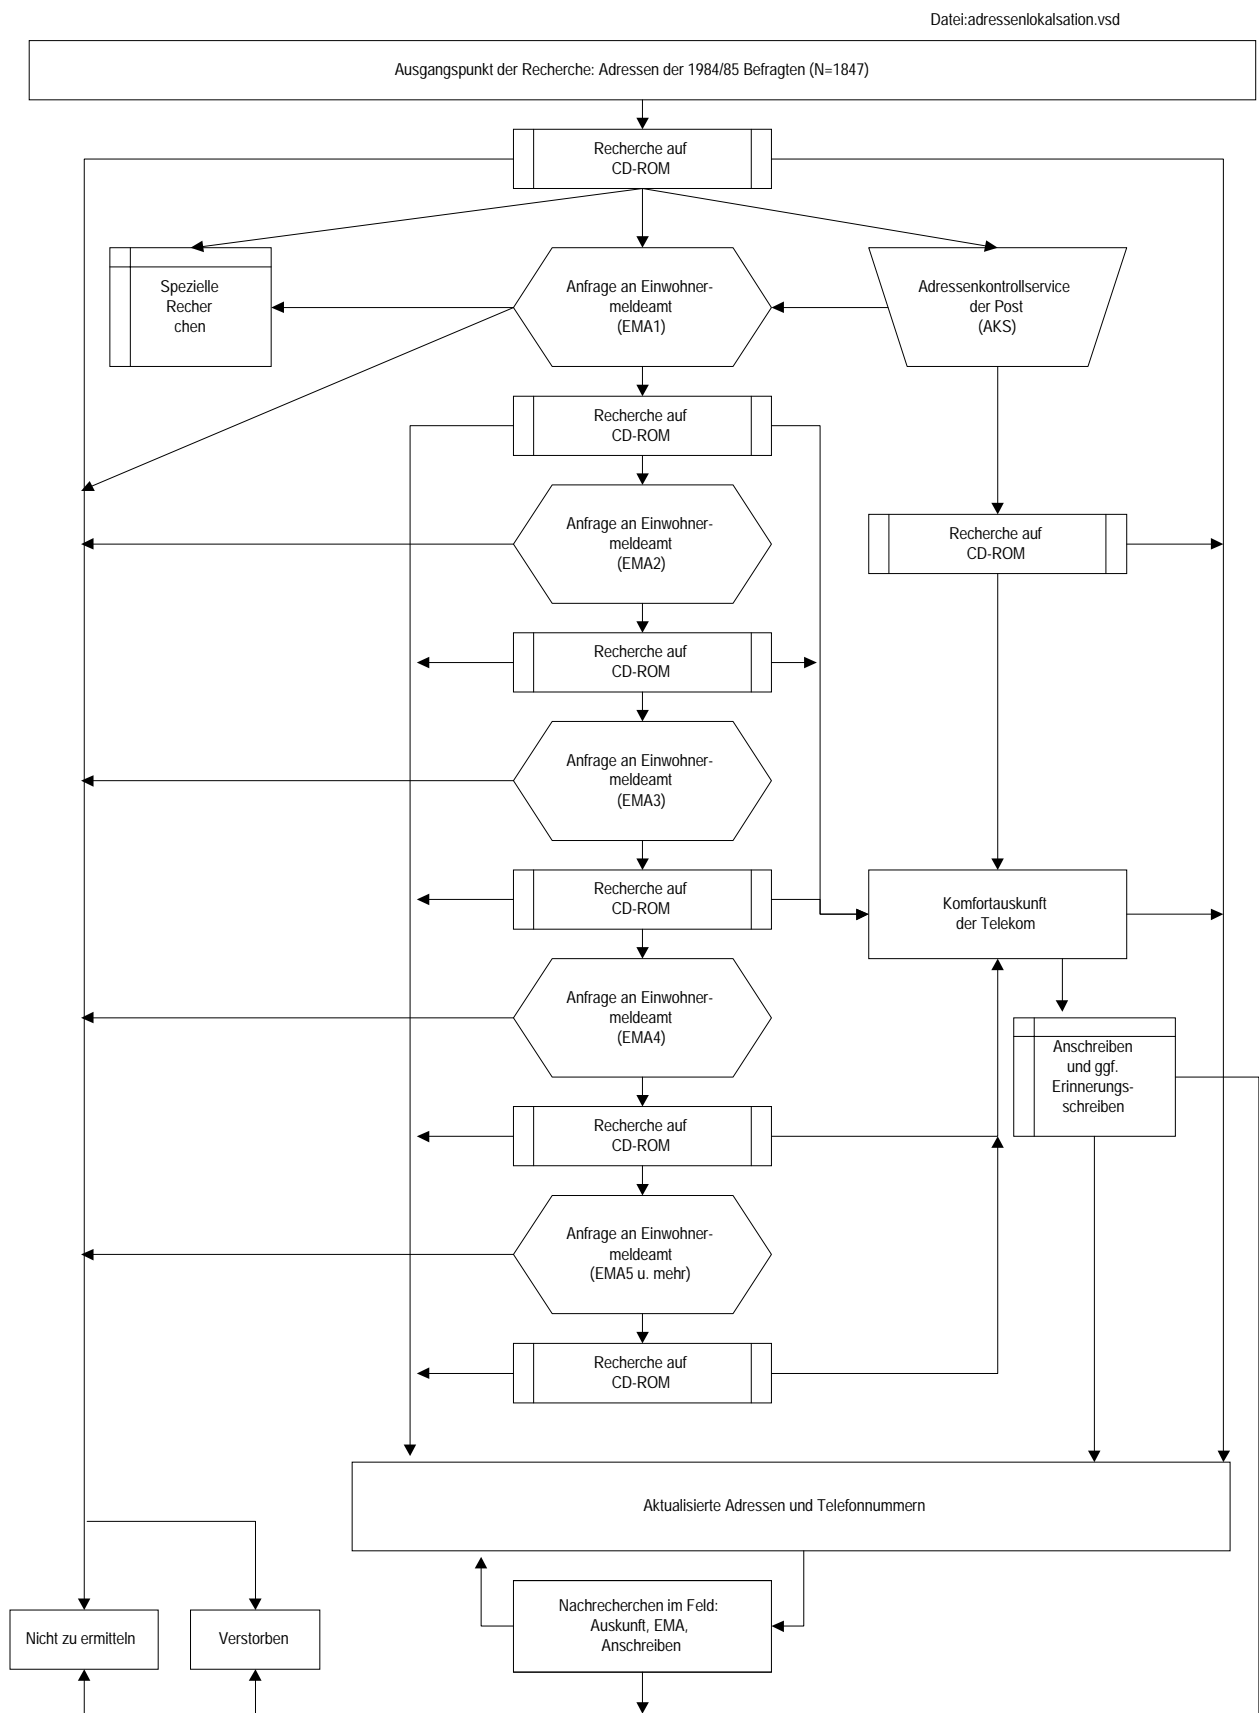 Datei:adressenlokalsation.vsd
Ausgangspunkt der Recherche: Adressen der 1984/85 Befragten (N=1847)
Recherche auf
CD-ROM
Spezielle
Recher
chen
Anfrage an Einwohner-
meldeamt
(EMA1)
Adressenkontrollservice
der Post
(AKS)
Recherche auf
CD-ROM
Anfrage an Einwohner-
meldeamt
(EMA2)
Recherche auf
CD-ROM
Recherche auf
CD-ROM
Anfrage an Einwohner-
meldeamt
(EMA3)
Recherche auf
CD-ROM
Komfortauskunft
der Telekom
Anfrage an Einwohner-
meldeamt
(EMA4)
Anschreiben
und ggf.
Erinnerungs-
schreiben
Recherche auf
CD-ROM
Anfrage an Einwohner-
meldeamt
(EMA5 u. mehr)
Recherche auf
CD-ROM
Aktualisierte Adressen und Telefonnummern
Nicht zu ermitteln
Verstorben
Nachrecherchen im Feld:
Auskunft, EMA,
Anschreiben